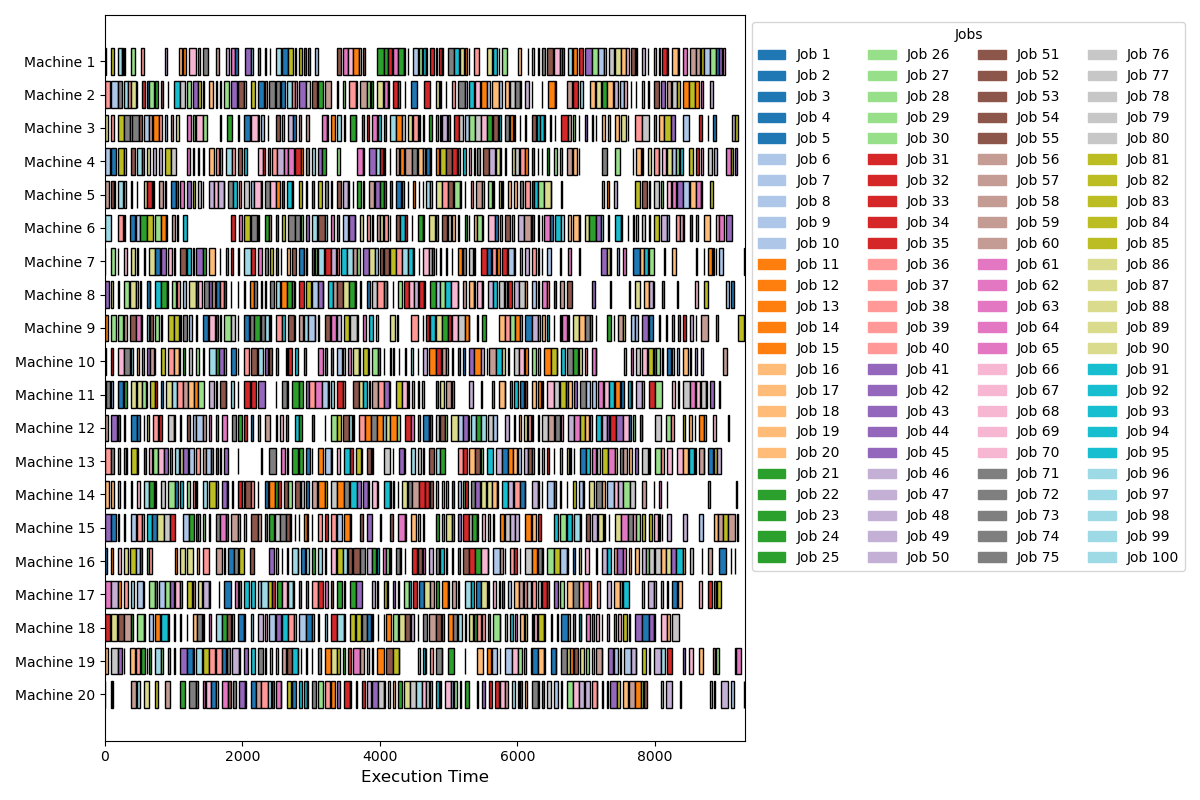 Jobs
Job 1 Job 26 Job 51 Job 76
Machine 1
Job 2 Job 27 Job 52 Job 77
Machine 2
Job 3 Job 28 Job 53 Job 78
Job 4 Job 29 Job 54 Job 79
Machine 3
Job 5 Job 30 Job 55 Job 80
Machine 4
Job 6 Job 31 Job 56 Job 81
Job 7 Job 32 Job 57 Job 82
Machine 5
Job 8 Job 33 Job 58 Job 83
Job 9 Job 34 Job 59 Job 84
Machine 6
Job 10 Job 35 Job 60 Job 85
Machine 7
Job 11 Job 36 Job 61 Job 86
Job 12 Job 37 Job 62 Job 87
Machine 8
Job 13 Job 38 Job 63 Job 88
Job 14 Job 39 Job 64 Job 89
Machine 9
Job 15 Job 40 Job 65 Job 90
Machine 10
Job 16 Job 41 Job 66 Job 91
Job 17 Job 42 Job 67 Job 92
Machine 11
Job 18 Job 43 Job 68 Job 93
Machine 12
Job 19 Job 44 Job 69 Job 94
Job 20 Job 45 Job 70 Job 95
Machine 13
Job 21 Job 46 Job 71 Job 96
Machine 14
Job 22 Job 47 Job 72 Job 97
Job 23 Job 48 Job 73 Job 98
Machine 15
Job 24 Job 49 Job 74 Job 99
Job 25 Job 50 Job 75 Job 100
Machine 16
Machine 17
Machine 18
Machine 19
Machine 20
0 2000 4000 6000 8000
Execution Time